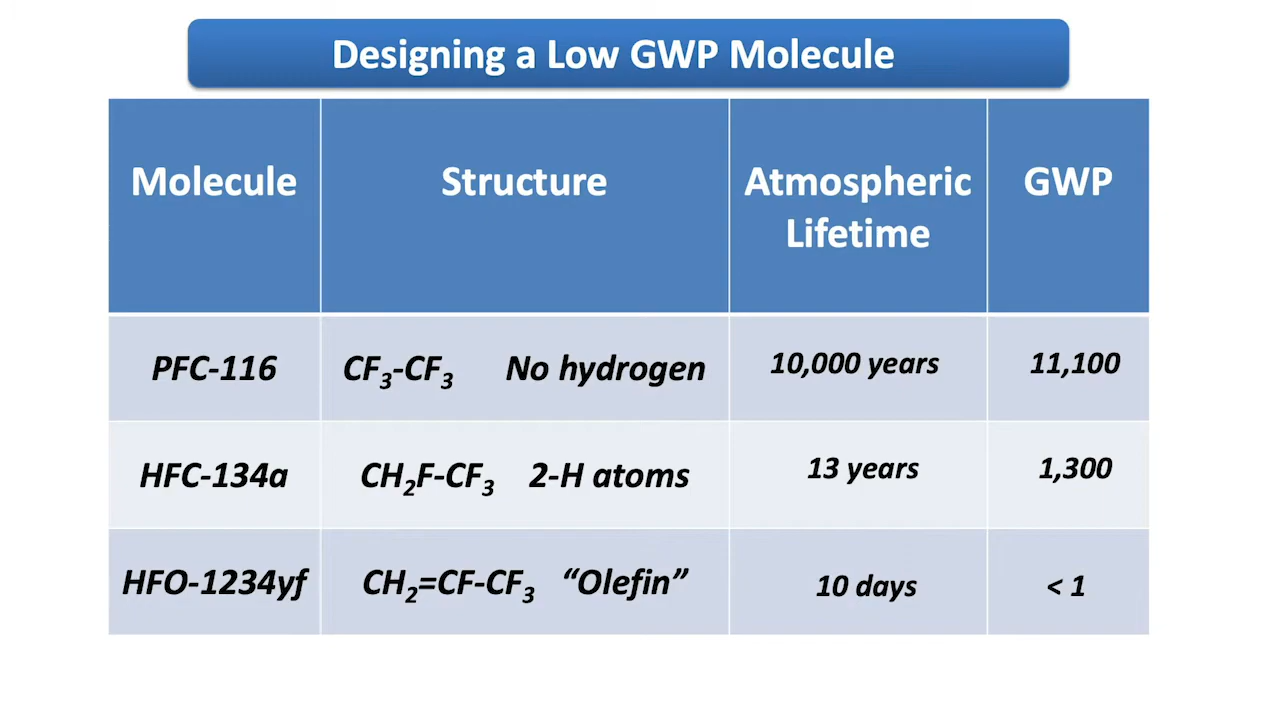 Designing a Low GWP Molecule
Molecule Structure Atmospheric Lifetime GWP
PFC-116 CF₃-CF₃ No hydrogen 10,000 years 11,100
HFC-134a CH₂F-CF₃ 2-H atoms 13 years 1,300
HFO-1234yf CH₂=CF-CF₃ “Olefin” 10 days < 1